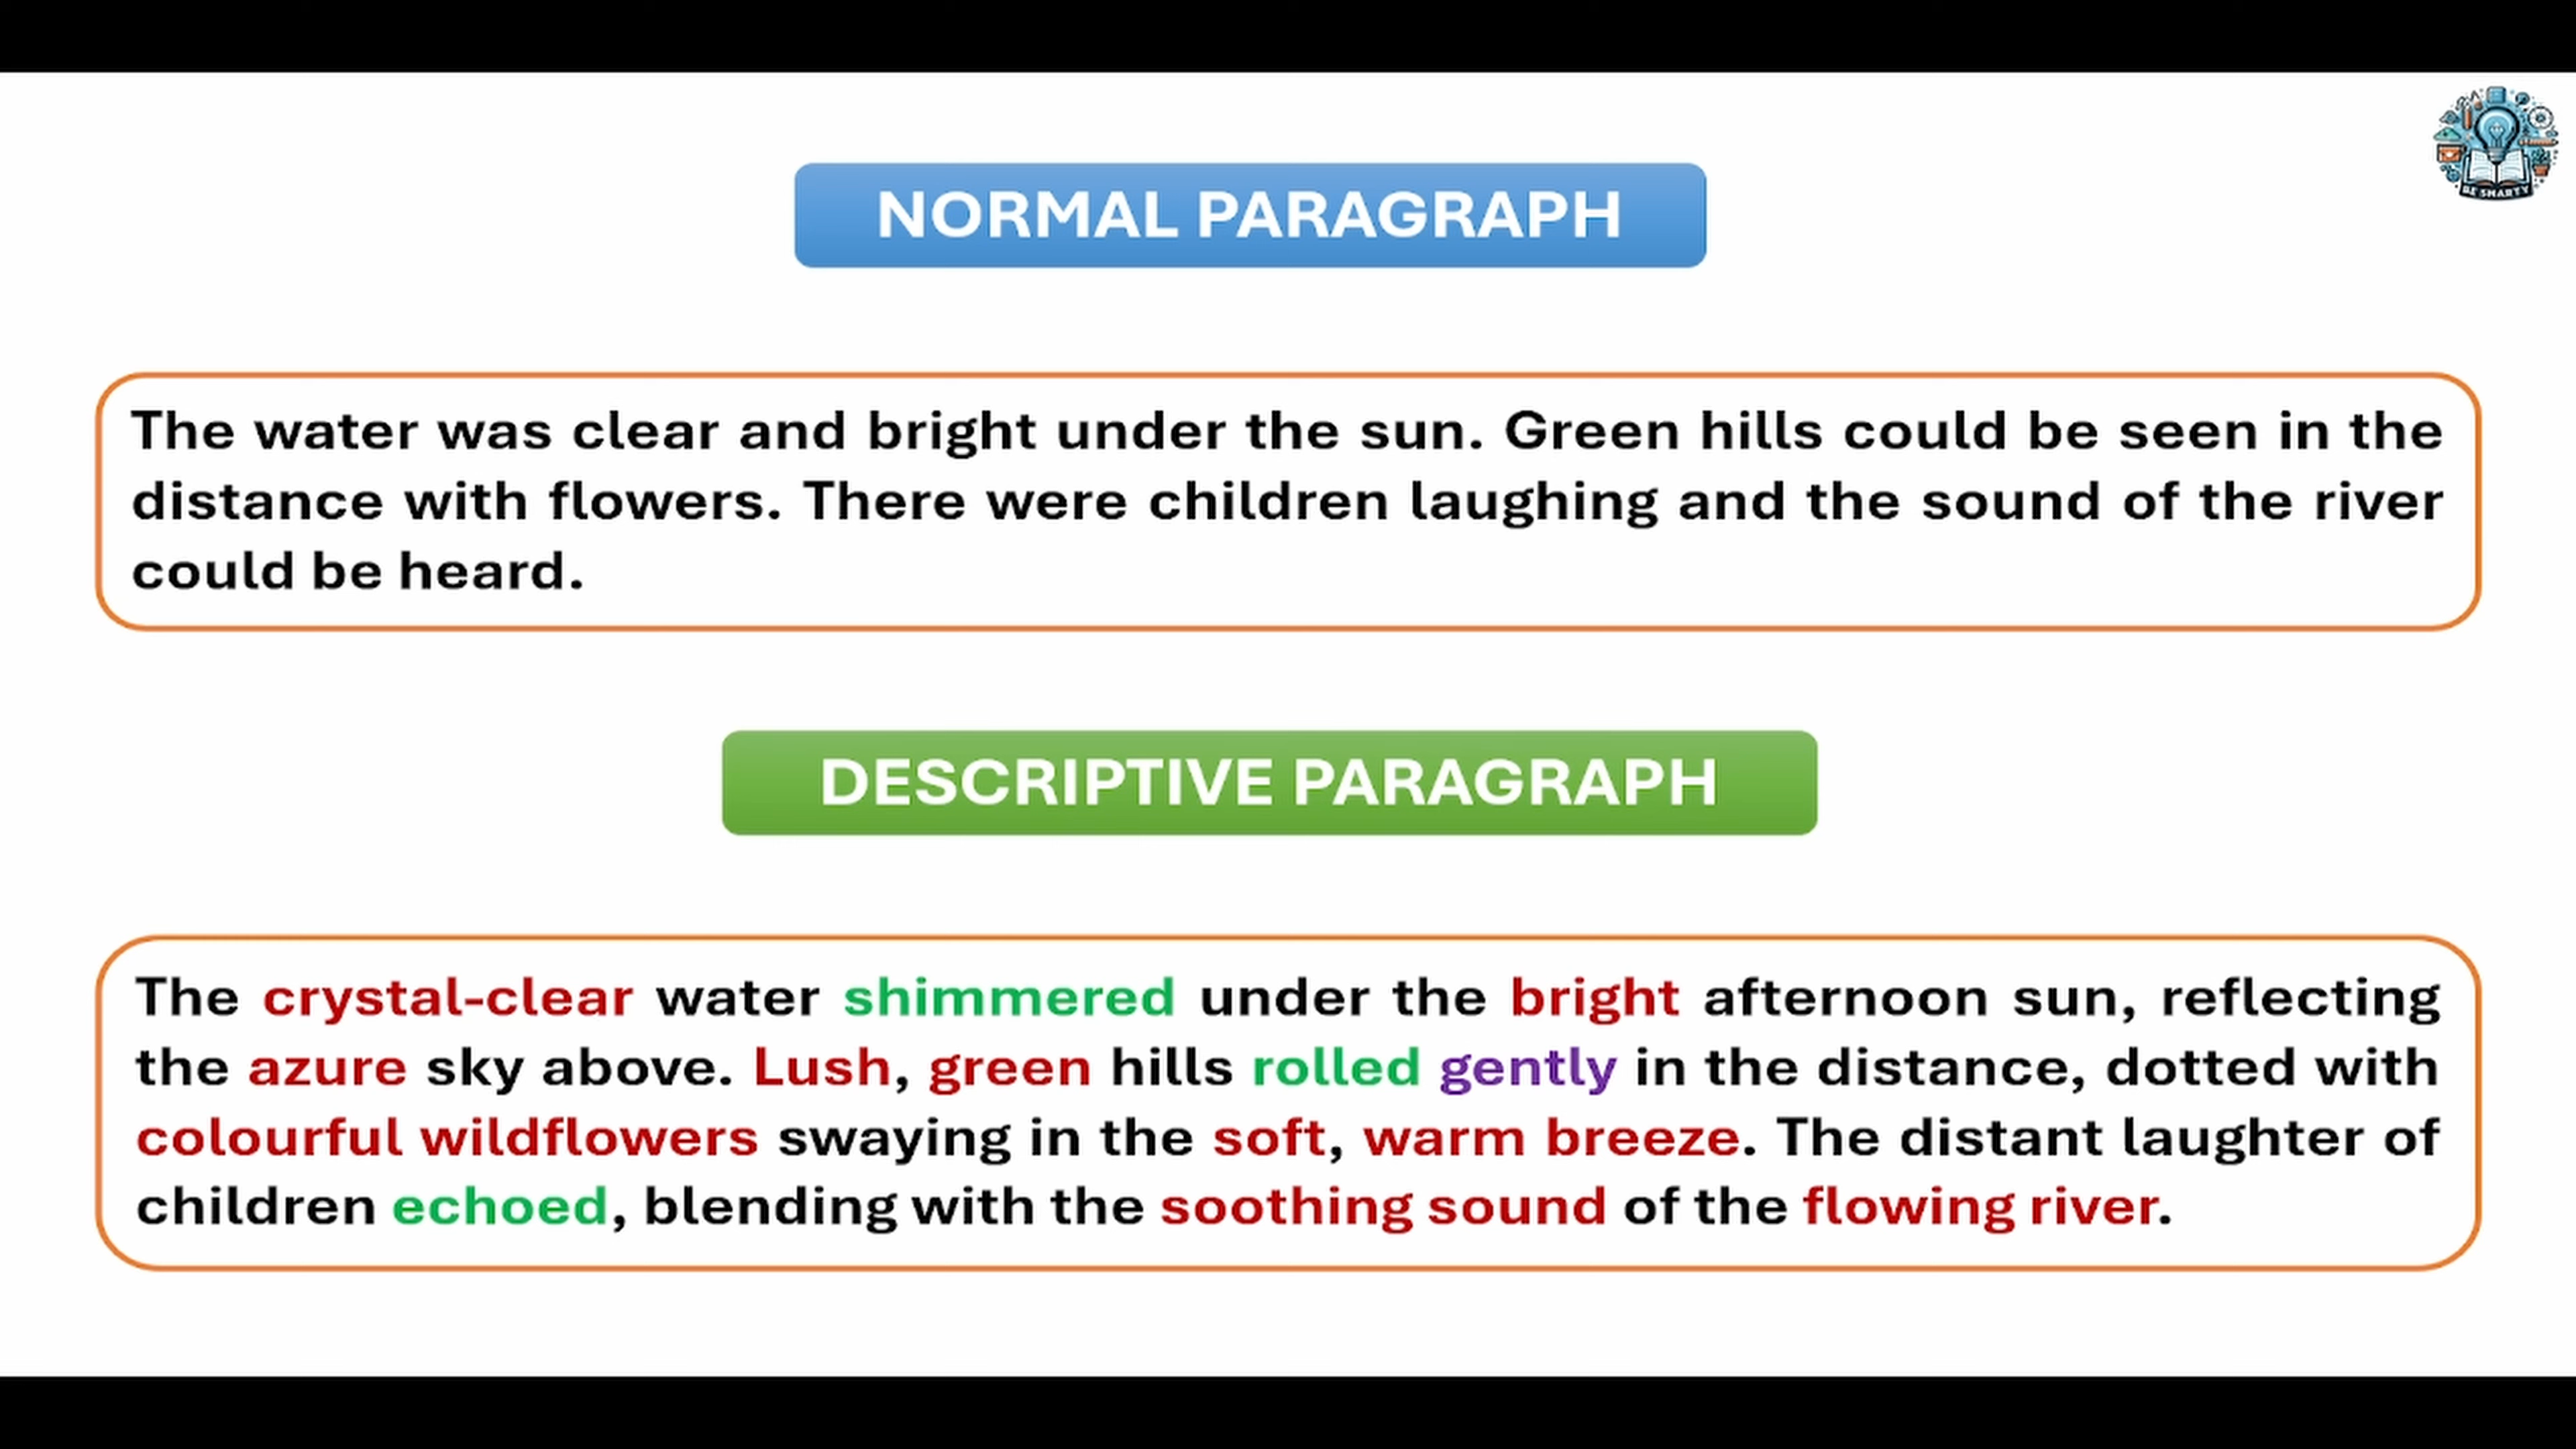 BE SMARTY
NORMAL PARAGRAPH
The water was clear and bright under the sun. Green hills could be seen in the
distance with flowers. There were children laughing and the sound of the river
could be heard.
DESCRIPTIVE PARAGRAPH
The crystal-clear water shimmered under the bright afternoon sun, reflecting
the azure sky above. Lush, green hills rolled gently in the distance, dotted with
colourful wildflowers swaying in the soft, warm breeze. The distant laughter of
children echoed, blending with the soothing sound of the flowing river.